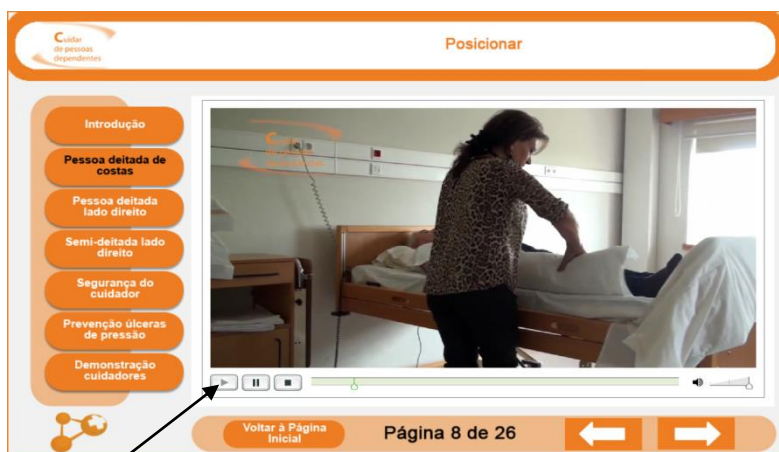 Cuidar
de pessoas
dependentes
Posicionar
Introdução
Pessoa deitada de
costas
Pessoa deitada
lado direito
Semi-deitada lado
direito
Segurança do
cuidador
Prevenção úlceras
de pressão
Demonstração
cuidadores
Voltar à Página
Inicial
Página 8 de 26